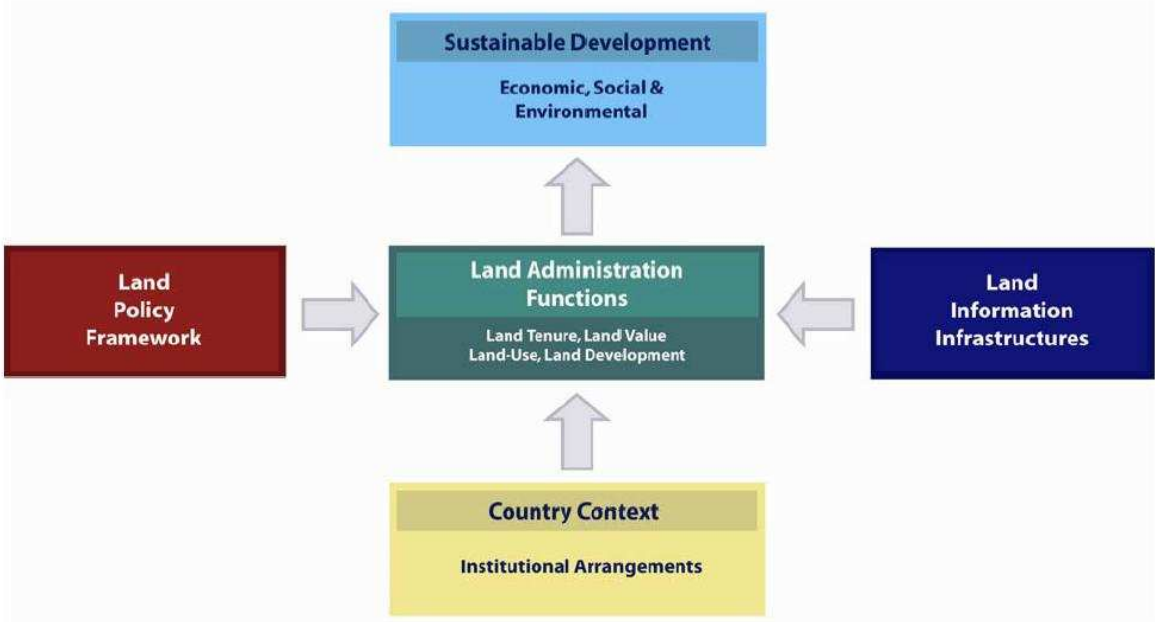 Sustainable Development
Economic, Social &
Environmental
Land
Policy
Framework
Land Administration
Functions
Land Tenure, Land Value
Land-Use, Land Development
Land
Information
Infrastructures
Country Context
Institutional Arrangements